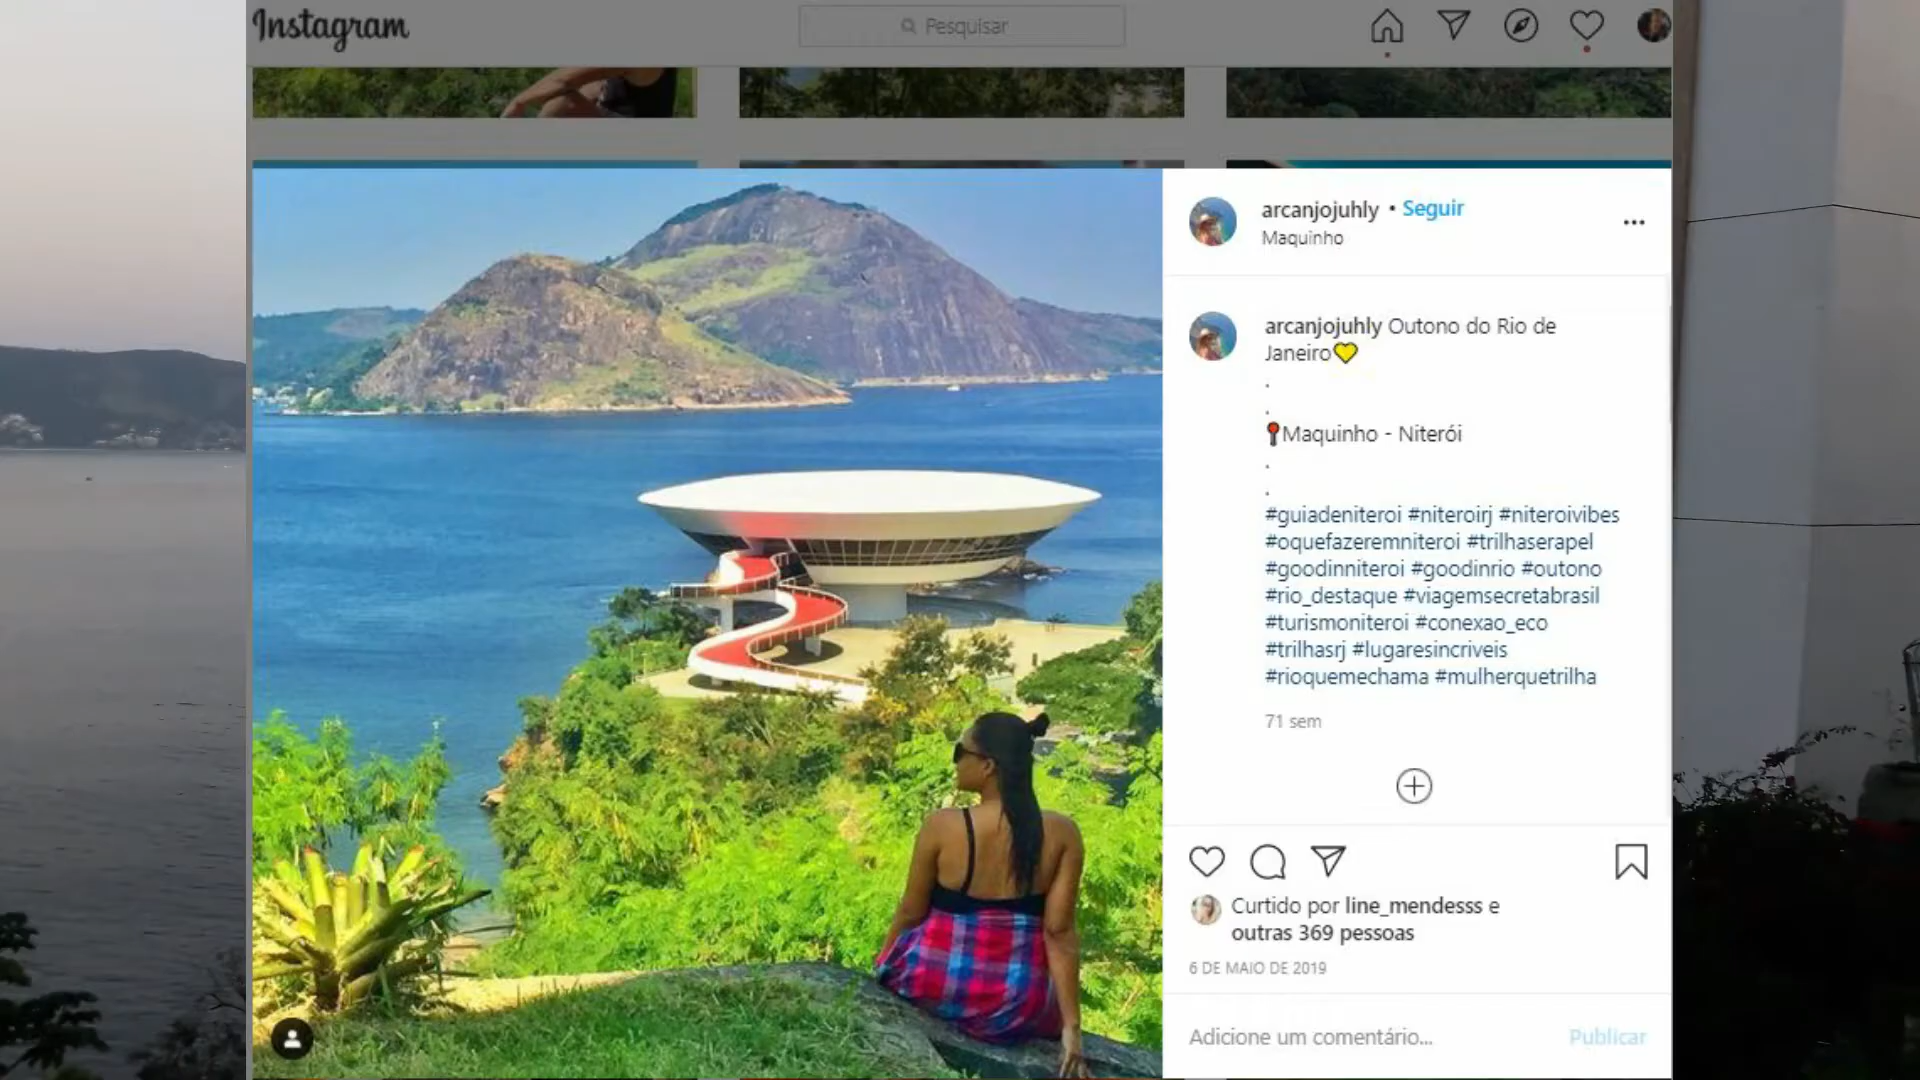 Instagram
Pesquisar
arcanjojuhly • Seguir
Maquinho
arcanjojuhly Outono do Rio de
Janeiro💛
.
.
📍Maquinho - Niterói
.
.
#guiadeniteroi #niteroirj #niteroivibes
#oquefazeremniteroi #trilhaserapel
#goodinniteroi #goodinrio #outono
#rio_destaque #viagemsecretabrasil
#turismoniteroi #conexao_eco
#trilhasrj #lugaresincriveis
#rioquemechama #mulherquetrilha
71 sem
Curtido por line_mendesss e
outras 369 pessoas
6 DE MAIO DE 2019
Adicione um comentário...
Publicar